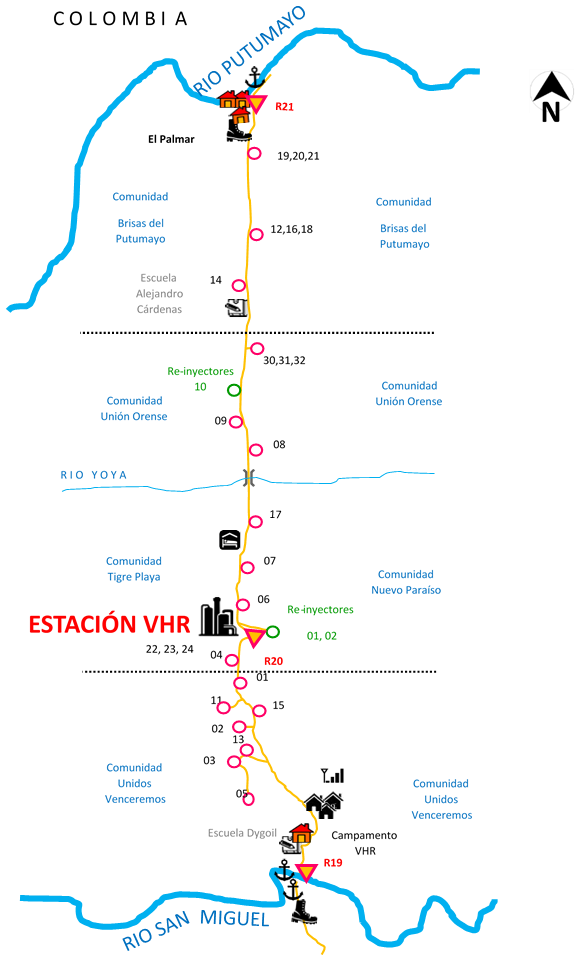 COLOMBIA
RIO PUTUMAYO
N
R21
El Palmar
19,20,21
Comunidad
Brisas del
Putumayo
Comunidad
Brisas del
Putumayo
12,16,18
Escuela
Alejandro
Cárdenas
14
30,31,32
Re-inyectores
10
Comunidad
Unión Orense
Comunidad
Unión Orense
09
08
RIO YOYA
17
Comunidad
Tigre Playa
07
Comunidad
Nuevo Paraíso
06
Re-inyectores
01, 02
ESTACIÓN VHR
22, 23, 24
04
R20
01
11
15
02
13
03
05
Comunidad
Unidos
Venceremos
Comunidad
Unidos
Venceremos
Escuela Dygoil
Campamento
VHR
R19
RIO SAN MIGUEL